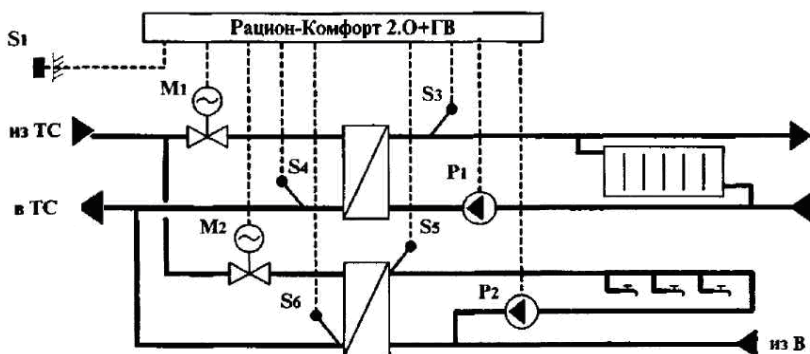 Рацион-Комфорт 2.О+ГВ
S1
M1
S3
из ТС
S4
P1
в ТС
M2
S5
S6
P2
из В